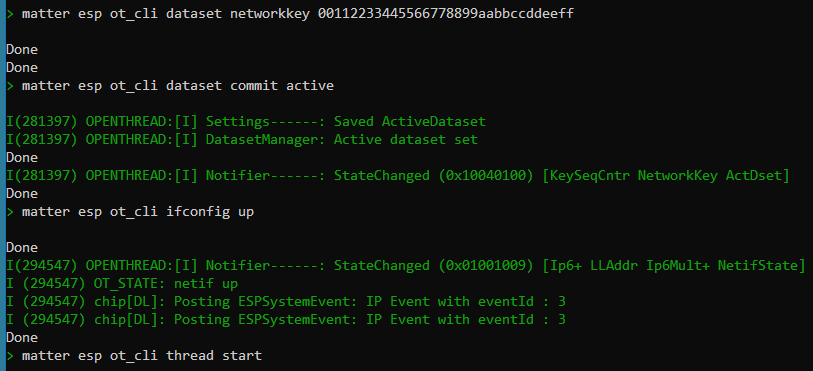 > matter esp ot_cli dataset networkkey 00112233445566778899aabbccddeeff
Done
Done
> matter esp ot_cli dataset commit active
I(281397) OPENTHREAD:[I] Settings------: Saved ActiveDataset
I(281397) OPENTHREAD:[I] DatasetManager: Active dataset set
Done
I(281397) OPENTHREAD:[I] Notifier------: StateChanged (0x10040100) [KeySeqCntr NetworkKey ActDset]
Done
> matter esp ot_cli ifconfig up
Done
I(294547) OPENTHREAD:[I] Notifier------: StateChanged (0x01001009) [Ip6+ LLAddr Ip6Mult+ NetifState]
I (294547) OT_STATE: netif up
I (294547) chip[DL]: Posting ESPSystemEvent: IP Event with eventId : 3
I (294547) chip[DL]: Posting ESPSystemEvent: IP Event with eventId : 3
Done
> matter esp ot_cli thread start